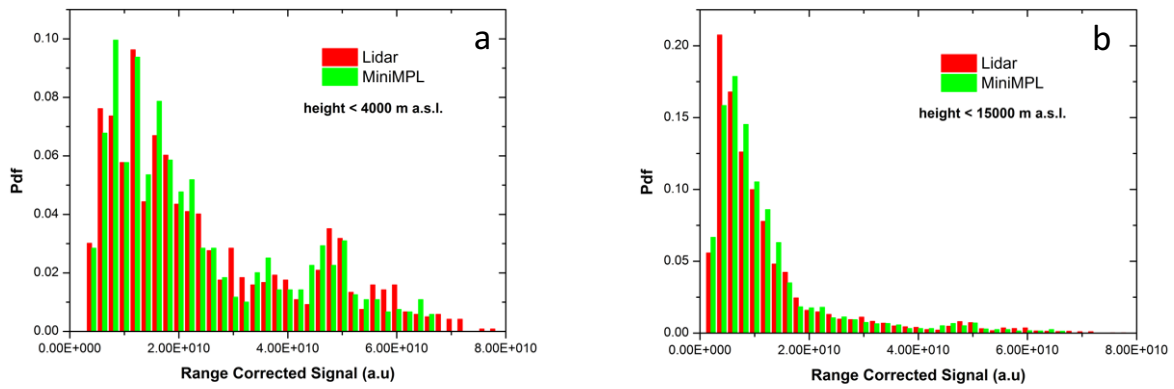 a
Lidar
MiniMPL
height < 4000 m a.s.l.
Pdf
0.10
0.08
0.06
0.04
0.02
0.00
0.00E+000 2.00E+010 4.00E+010 6.00E+010 8.00E+010
Range Corrected Signal (a.u)
b
Lidar
MiniMPL
height < 15000 m a.s.l.
Pdf
0.20
0.15
0.10
0.05
0.00
0.00E+000 2.00E+010 4.00E+010 6.00E+010 8.00E+010
Range Corrected Signal (a.u)